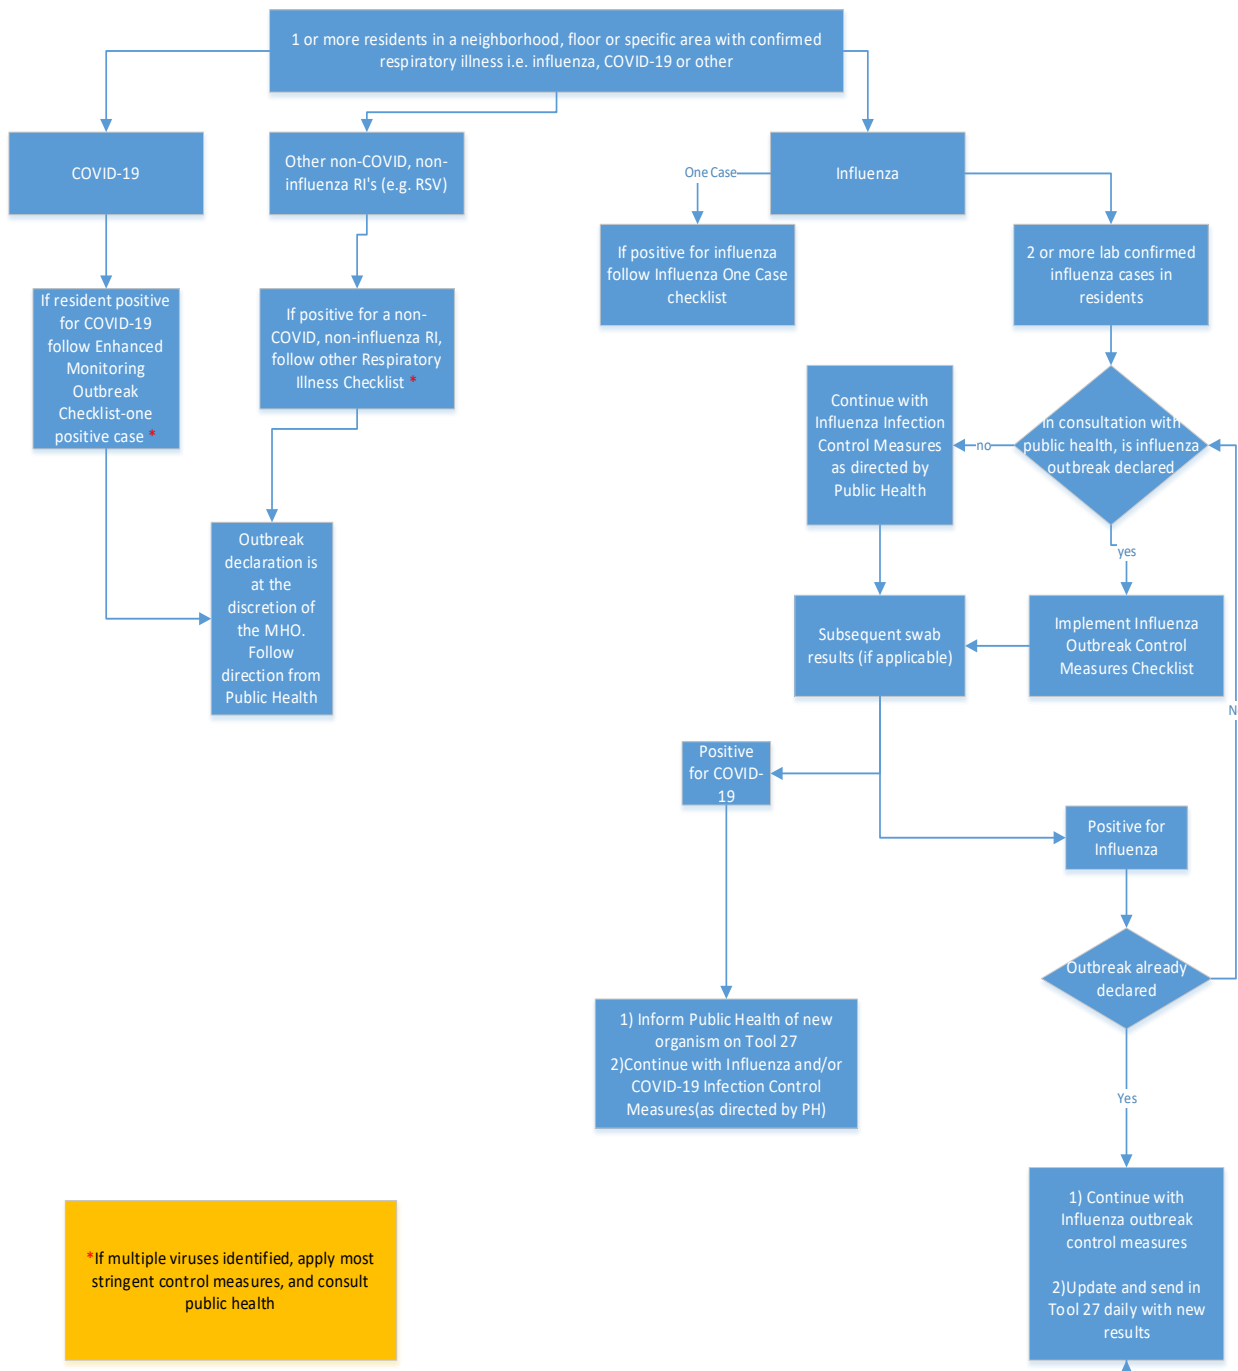 1 or more residents in a neighborhood, floor or specific area with confirmed
respiratory illness i.e. influenza, COVID-19 or other
COVID-19
Other non-COVID, non-
influenza RI's (e.g. RSV)
One Case
Influenza
If positive for influenza
follow Influenza One Case
checklist
2 or more lab confirmed
influenza cases in
residents
If resident positive
for COVID-19
follow Enhanced
Monitoring
Outbreak
Checklist-one
positive case *
If positive for a non-
COVID, non-influenza RI,
follow other Respiratory
Illness Checklist *
Continue with
Influenza Infection
Control Measures
as directed by
Public Health
no
In consultation with
public health, is influenza
outbreak declared
yes
Outbreak
declaration is
at the
discretion of
the MHO.
Follow
direction from
Public Health
Subsequent swab
results (if applicable)
Implement Influenza
Outbreak Control
Measures Checklist
N
Positive
for COVID-
19
Positive for
Influenza
Outbreak already
declared
1) Inform Public Health of new
organism on Tool 27
2)Continue with Influenza and/or
COVID-19 Infection Control
Measures(as directed by PH)
Yes
1) Continue with
Influenza outbreak
control measures
2)Update and send in
Tool 27 daily with new
results
*If multiple viruses identified, apply most
stringent control measures, and consult
public health